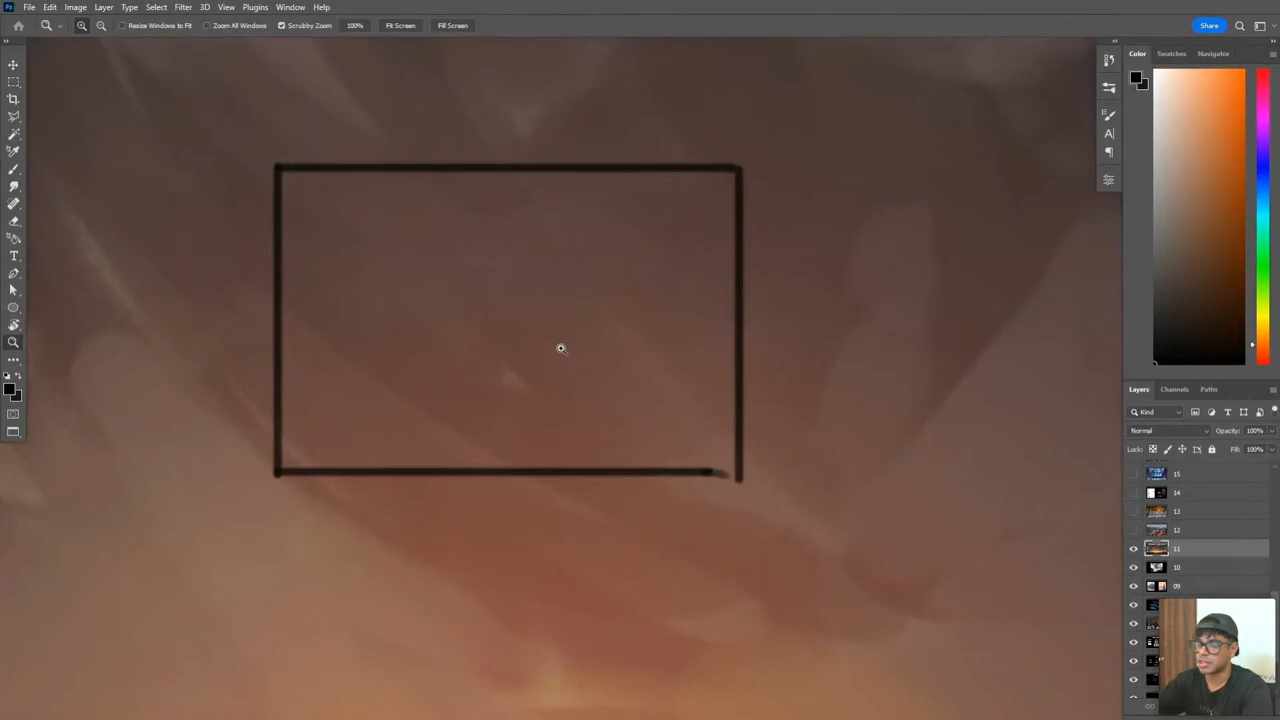 Ps File Edit Image Layer Type Select Filter 3D View Plugins Window Help
Resize Windows to Fit Zoom All Windows Scrubby Zoom 100% Fit Screen Fill Screen Share
Color Swatches Navigator
Layers Channels Paths
Kind
Normal Opacity: 100%
Lock: Fill: 100%
15
14
13
12
11
10
09